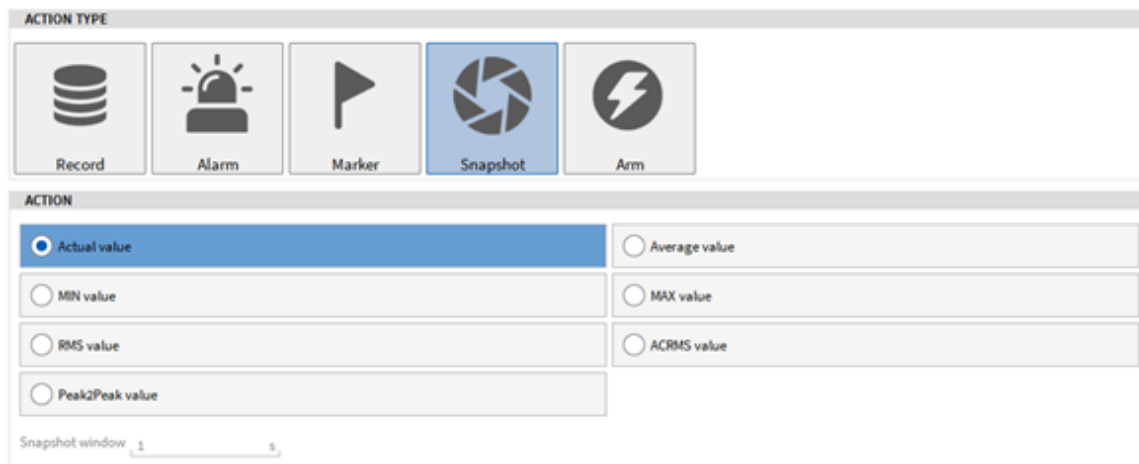 ACTION TYPE
Record Alarm Marker Snapshot Arm
ACTION
Actual value Average value
MIN value MAX value
RMS value ACRMS value
Peak2Peak value
Snapshot window 1 s